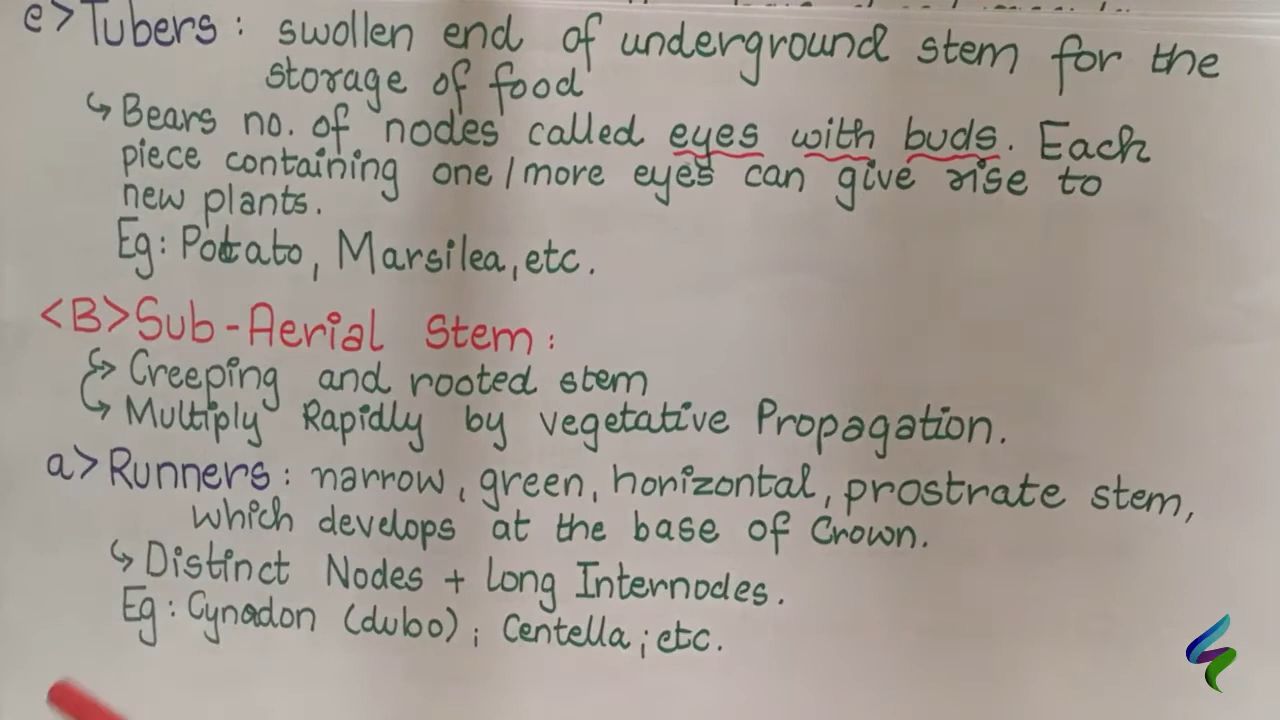 e> Tubers: swollen end of underground stem for the
storage of food
↳ Bears no. of nodes called eyes with buds. Each
piece containing one/more eyes can give rise to
new plants.
Eg: Potato, Marsilea, etc.
<B> Sub-Aerial Stem:
↳ Creeping and rooted stem
↳ Multiply Rapidly by vegetative Propagation.
a> Runners: narrow, green, horizontal, prostrate stem,
which develops at the base of Crown.
↳ Distinct Nodes + Long Internodes.
Eg: Cynodon (dubo); Centella; etc.